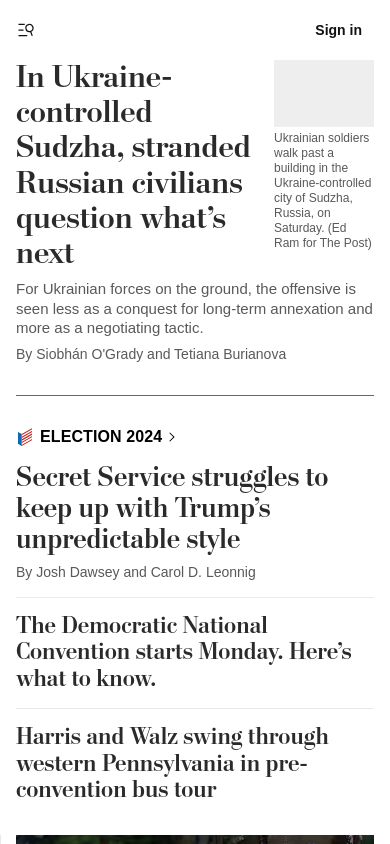 Sign in
In Ukraine-
controlled
Sudzha, stranded
Russian civilians
question what’s
next
Ukrainian soldiers
walk past a
building in the
Ukraine-controlled
city of Sudzha,
Russia, on
Saturday. (Ed
Ram for The Post)
For Ukrainian forces on the ground, the offensive is
seen less as a conquest for long-term annexation and
more as a negotiating tactic.
By Siobhán O'Grady and Tetiana Burianova
ELECTION 2024
Secret Service struggles to
keep up with Trump’s
unpredictable style
By Josh Dawsey and Carol D. Leonnig
The Democratic National
Convention starts Monday. Here’s
what to know.
Harris and Walz swing through
western Pennsylvania in pre-
convention bus tour